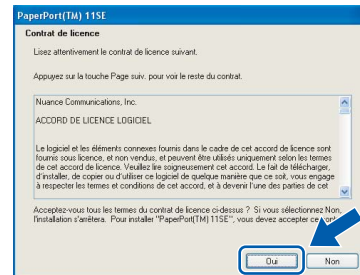 PaperPort(TM) 11SE
Contrat de licence
Lisez attentivement le contrat de licence suivant.
Appuyez sur la touche Page suiv. pour voir le reste du contrat.
Nuance Communications, Inc.
ACCORD DE LICENCE LOGICIEL
Le logiciel et les éléments connexes fournis dans le cadre de cet accord de licence sont
fournis sous licence, et non vendus, et peuvent être utilisés uniquement selon les termes
de cet accord de licence. Veuillez lire soigneusement cet accord. Le fait de télécharger,
d'installer, de copier ou d'utiliser ce logiciel de quelque manière que ce soit, vous engage
à respecter les termes et conditions de cet accord, et à devenir l'une des parties de cet
Acceptez-vous tous les termes du contrat de licence ci-dessus ? Si vous sélectionnez Non,
l'installation s'arrêtera. Pour installer "PaperPort(TM) 11SE", vous devez accepter ce
Oui
Non